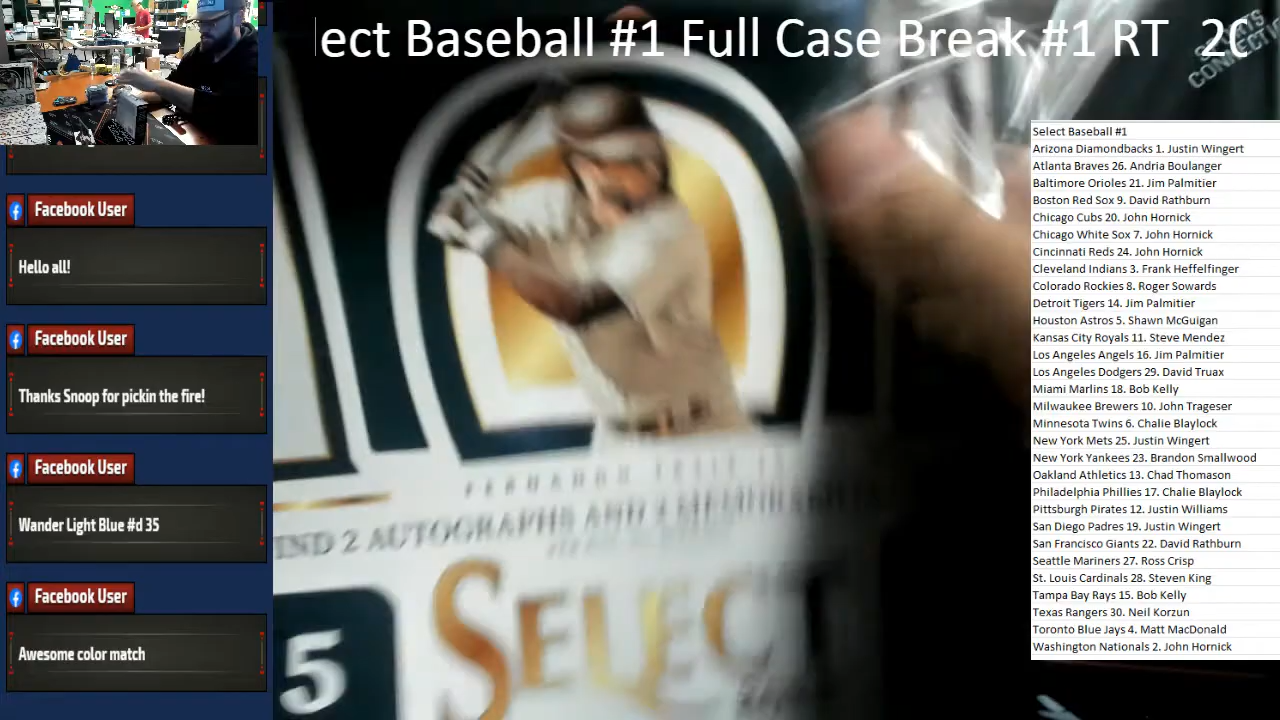 ect Baseball #1 Full Case Break #1 RT 20
Facebook User
Hello all!
Facebook User
Thanks Snoop for pickin the fire!
Facebook User
Wander Light Blue #d 35
Facebook User
Awesome color match
FERNANDO
IND 2 AUTOGRAPHS AND
SELECT
5
Select Baseball #1
Arizona Diamondbacks 1. Justin Wingert
Atlanta Braves 26. Andria Boulanger
Baltimore Orioles 21. Jim Palmitier
Boston Red Sox 9. David Rathburn
Chicago Cubs 20. John Hornick
Chicago White Sox 7. John Hornick
Cincinnati Reds 24. John Hornick
Cleveland Indians 3. Frank Heffelfinger
Colorado Rockies 8. Roger Sowards
Detroit Tigers 14. Jim Palmitier
Houston Astros 5. Shawn McGuigan
Kansas City Royals 11. Steve Mendez
Los Angeles Angels 16. Jim Palmitier
Los Angeles Dodgers 29. David Truax
Miami Marlins 18. Bob Kelly
Milwaukee Brewers 10. John Trageser
Minnesota Twins 6. Chalie Blaylock
New York Mets 25. Justin Wingert
New York Yankees 23. Brandon Smallwood
Oakland Athletics 13. Chad Thomason
Philadelphia Phillies 17. Chalie Blaylock
Pittsburgh Pirates 12. Justin Williams
San Diego Padres 19. Justin Wingert
San Francisco Giants 22. David Rathburn
Seattle Mariners 27. Ross Crisp
St. Louis Cardinals 28. Steven King
Tampa Bay Rays 15. Bob Kelly
Texas Rangers 30. Neil Korzun
Toronto Blue Jays 4. Matt MacDonald
Washington Nationals 2. John Hornick